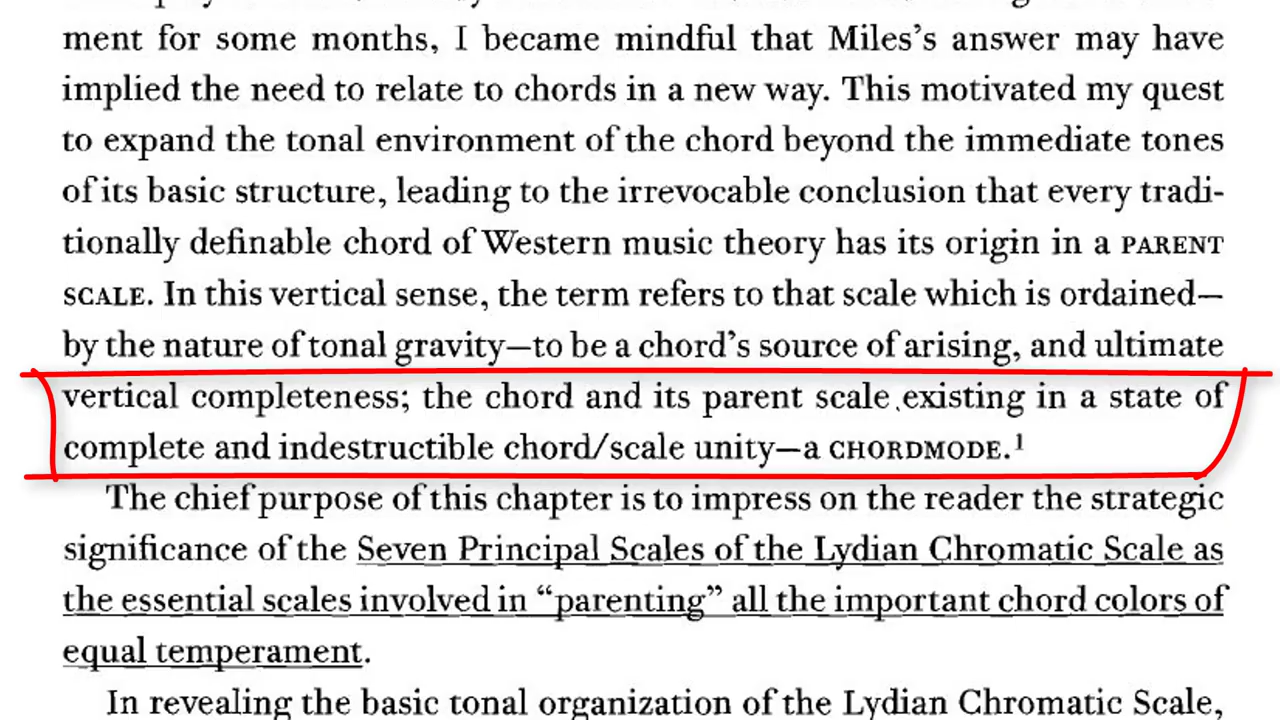 ment for some months, I became mindful that Miles’s answer may have
implied the need to relate to chords in a new way. This motivated my quest
to expand the tonal environment of the chord beyond the immediate tones
of its basic structure, leading to the irrevocable conclusion that every tradi-
tionally definable chord of Western music theory has its origin in a PARENT
SCALE. In this vertical sense, the term refers to that scale which is ordained—
by the nature of tonal gravity—to be a chord’s source of arising, and ultimate
vertical completeness; the chord and its parent scale existing in a state of
complete and indestructible chord/scale unity—a CHORDMODE.¹
The chief purpose of this chapter is to impress on the reader the strategic
significance of the Seven Principal Scales of the Lydian Chromatic Scale as
the essential scales involved in “parenting” all the important chord colors of
equal temperament.
In revealing the basic tonal organization of the Lydian Chromatic Scale,